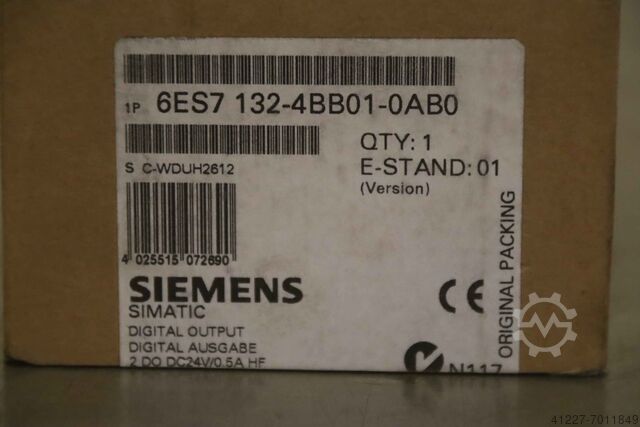 1P 6ES7 132-4BB01-0AB0
QTY: 1
S C-WDUH2612
E-STAND: 01
(Version)
4 025515 072690
SIEMENS
SIMATIC
DIGITAL OUTPUT
DIGITAL AUSGABE
2 DO DC24V/0.5A HF
CE
N117
ORIGINAL PACKING
41227-7011849